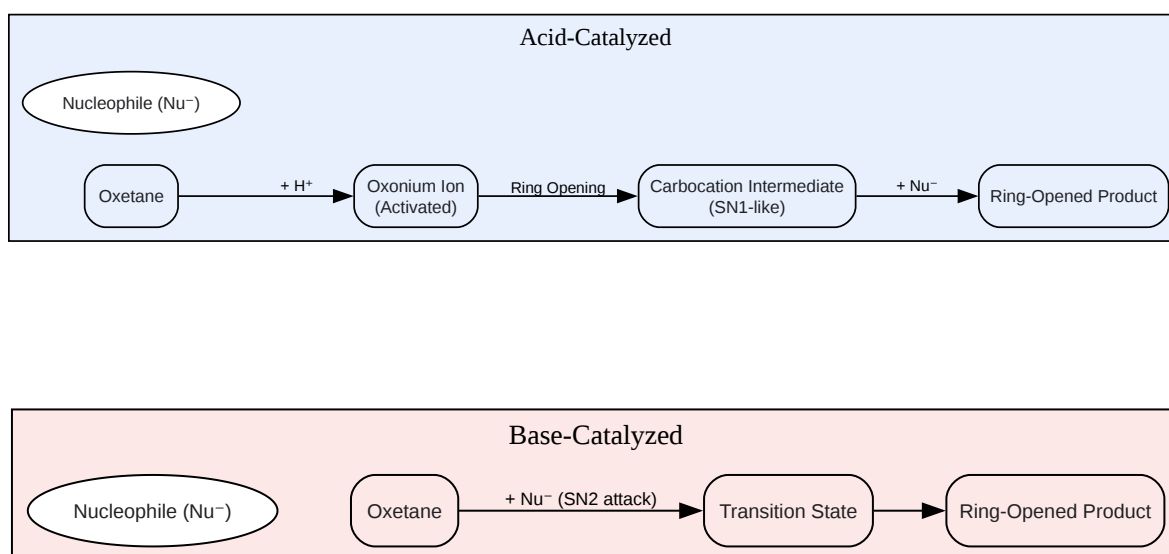 Acid-Catalyzed
Nucleophile (Nu⁻)
Oxetane
+ H⁺
Oxonium Ion
(Activated)
Ring Opening
Carbocation Intermediate
(SN1-like)
+ Nu⁻
Ring-Opened Product
Base-Catalyzed
Nucleophile (Nu⁻)
Oxetane
+ Nu⁻ (SN2 attack)
Transition State
Ring-Opened Product